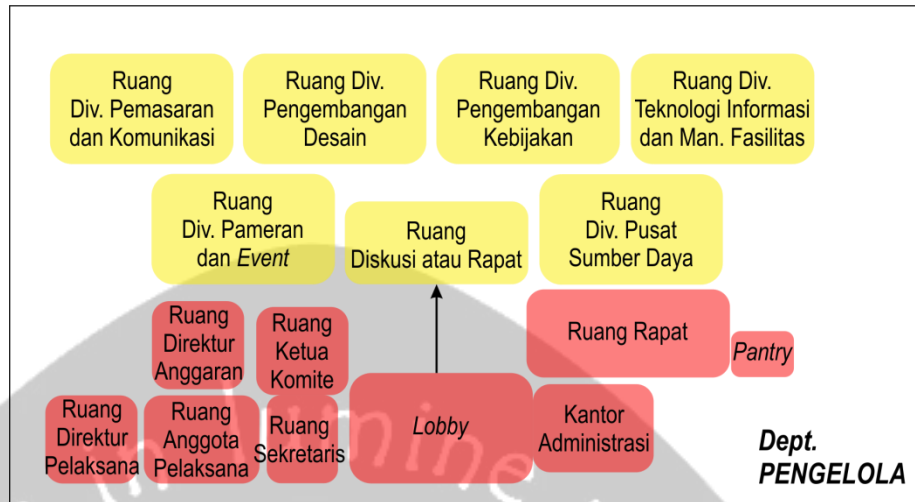 Ruang
Div. Pemasaran
dan Komunikasi
Ruang Div.
Pengembangan
Desain
Ruang Div.
Pengembangan
Kebijakan
Ruang Div.
Teknologi Informasi
dan Man. Fasilitas
Ruang
Div. Pameran
dan Event
Ruang
Diskusi atau Rapat
Ruang
Div. Pusat
Sumber Daya
Ruang
Direktur
Anggaran
Ruang
Ketua
Komite
Ruang Rapat
Pantry
Ruang
Direktur
Pelaksana
Ruang
Anggota
Pelaksana
Ruang
Sekretaris
Lobby
Kantor
Administrasi
Dept.
PENGELOLA
in lumine